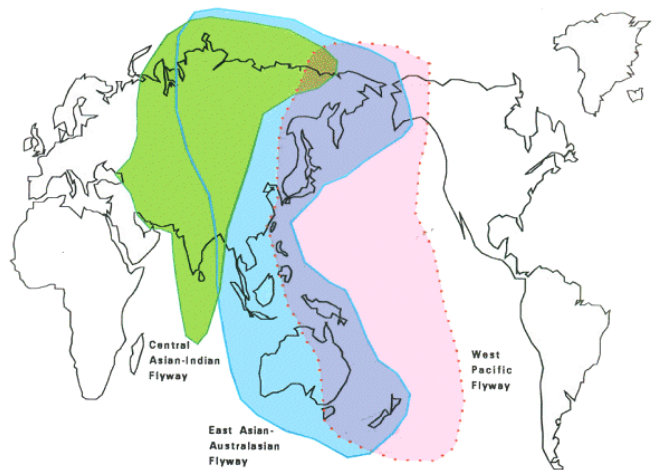 Central
Asian-Indian
Flyway
West
Pacific
Flyway
East Asian-
Australasian
Flyway